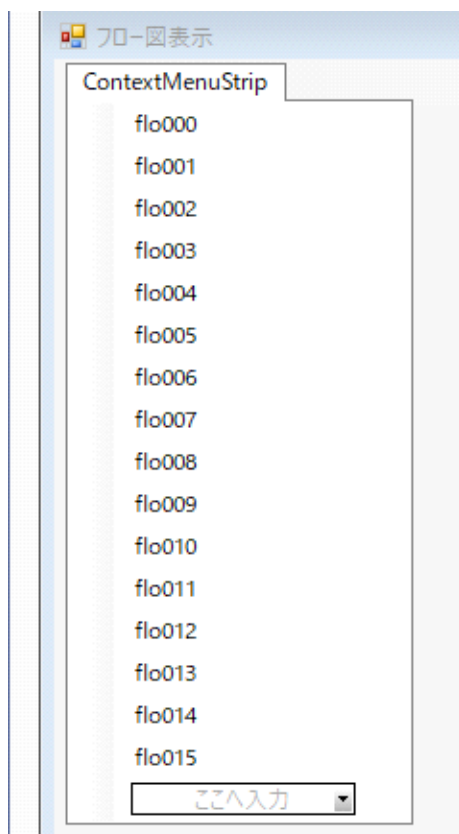 フロー図表示
ContextMenuStrip
flo000
flo001
flo002
flo003
flo004
flo005
flo006
flo007
flo008
flo009
flo010
flo011
flo012
flo013
flo014
flo015
ここへ入力